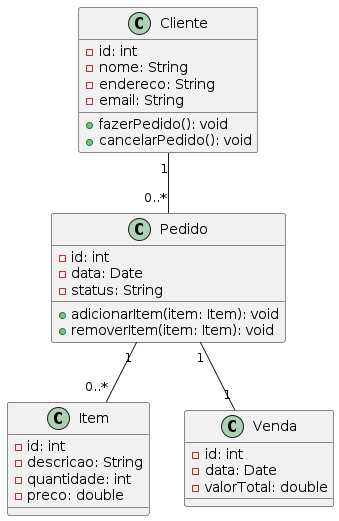 C Cliente
id: int
nome: String
endereco: String
email: String
fazerPedido(): void
cancelarPedido(): void
1
0..*
C Pedido
id: int
data: Date
status: String
adicionarItem(item: Item): void
removerItem(item: Item): void
1 1
0..* 1
C Item
id: int
descricao: String
quantidade: int
preco: double
C Venda
id: int
data: Date
valorTotal: double